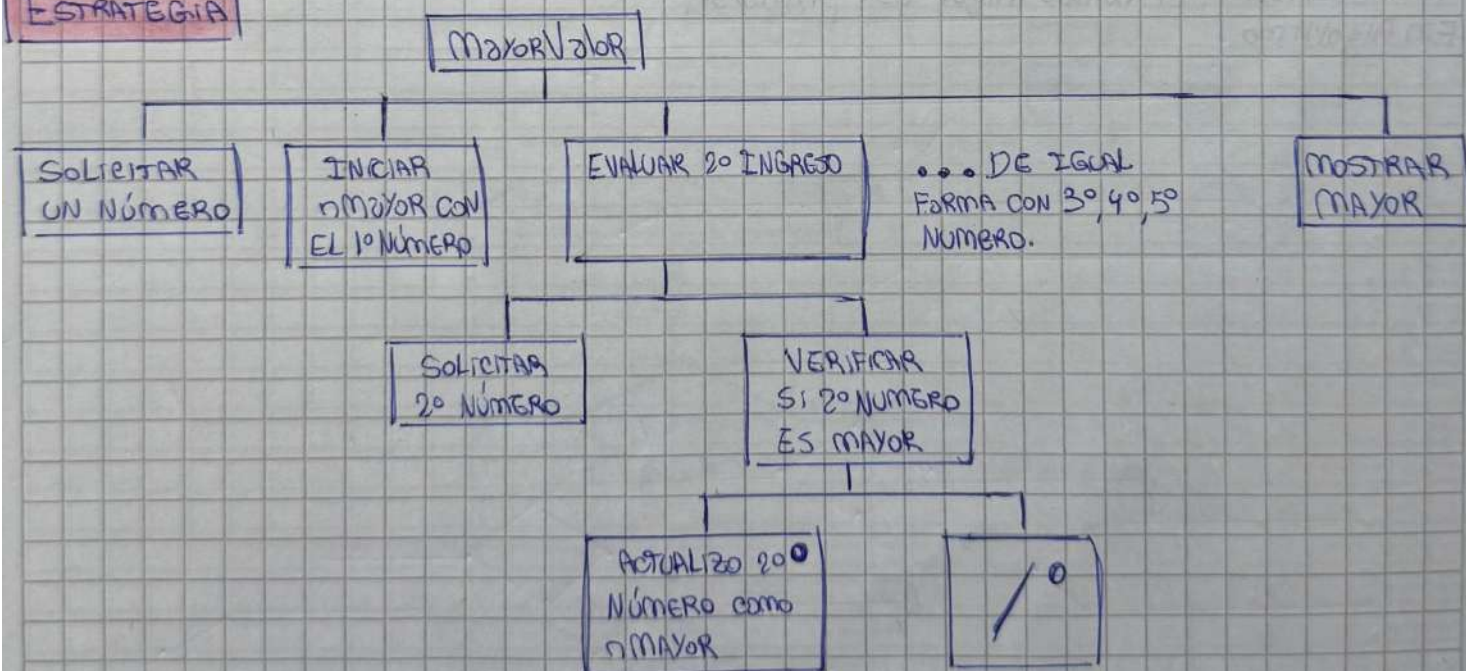 ESTRATEGIA
MAYORVALOR
SOLICITAR
UN NÚMERO
INICIAR
nMAYOR CON
EL 1º NÚMERO
EVALUAR 2º INGRESO
... DE IGUAL
FORMA CON 3º, 4º, 5º
NUMERO.
MOSTRAR
MAYOR
SOLICITAR
2º NÚMERO
VERIFICAR
SI 2º NUMERO
ES MAYOR
ACTUALIZO 2º
NÚMERO COMO
nMAYOR